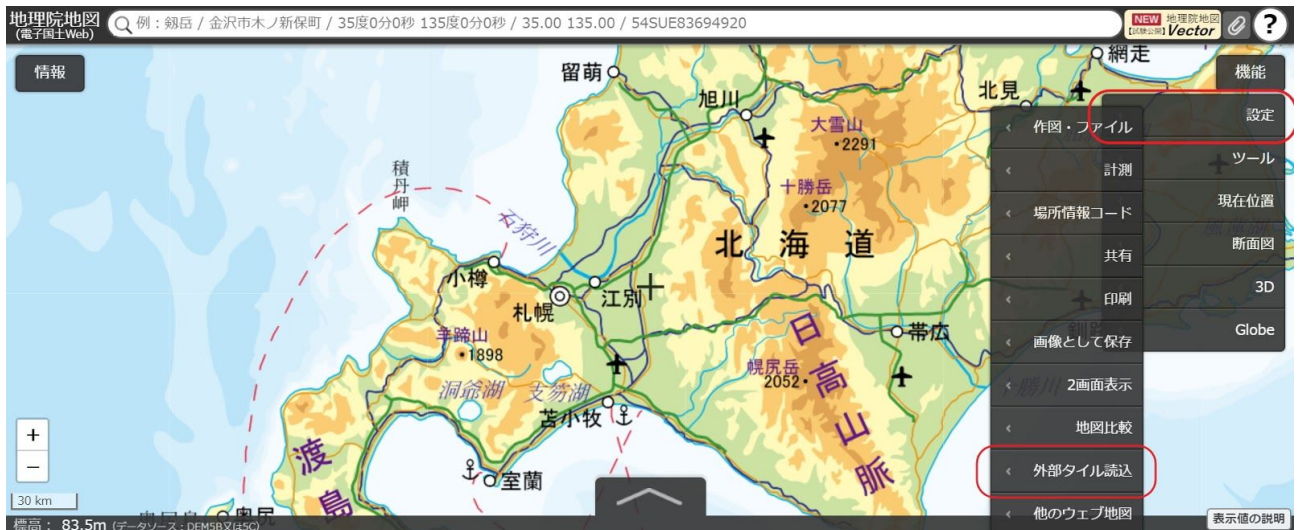 地理院地図
(電子国土Web)
例：剱岳 / 金沢市木ノ新保町 / 35度0分0秒 135度0分0秒 / 35.00 135.00 / 54SUE83694920
NEW 地理院地図
【試験公開】Vector
?
情報
機能
設定
ツール
現在位置
断面図
3D
Globe
作図・ファイル
計測
場所情報コード
共有
印刷
画像として保存
2画面表示
地図比較
外部タイル読込
他のウェブ地図
留萌
旭川
北見
網走
大雪山
2291
積丹岬
十勝岳
2077
石狩川
北海道
小樽
札幌
江別
羊蹄山
1898
帯広
幌尻岳
2052
日高山脈
洞爺湖
支笏湖
苫小牧
室蘭
渡島
奥尻
+
−
30 km
標高： 83.5m (データソース：DEM5B又は5C)
表示値の説明